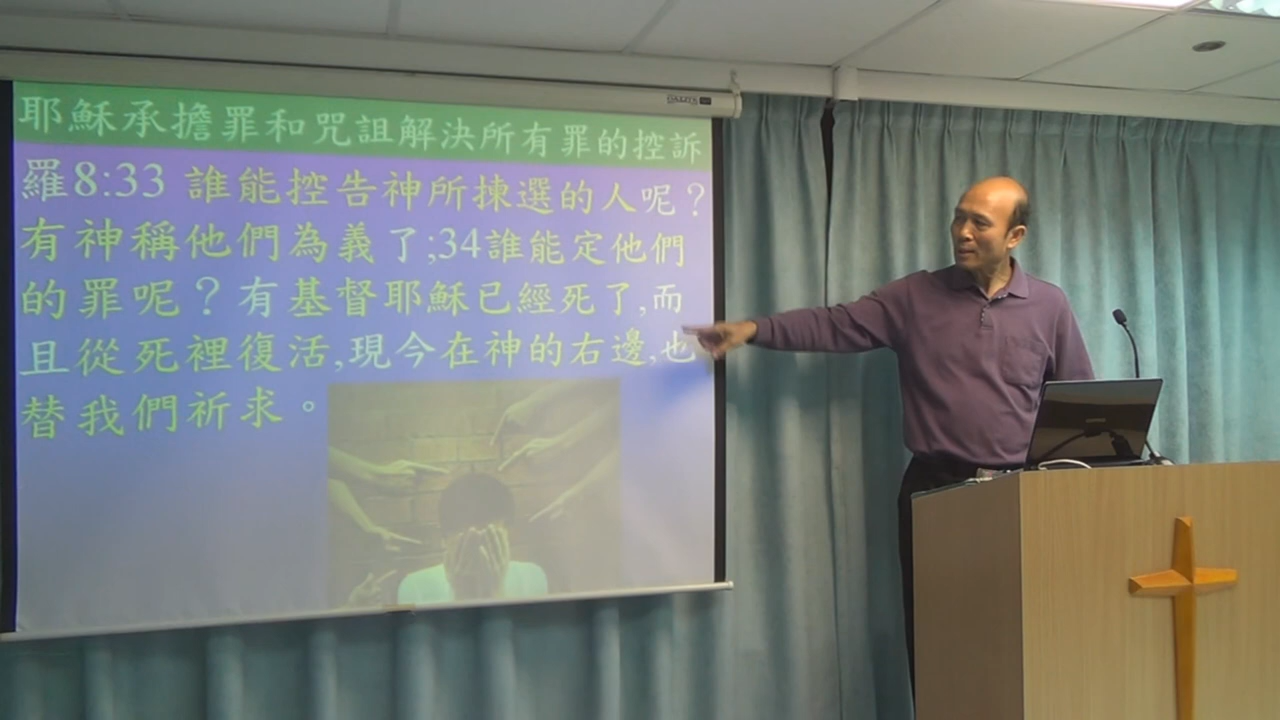 耶穌承擔罪和咒詛解決所有罪的控訴
羅8:33 誰能控告神所揀選的人呢？
有神稱他們為義了;34誰能定他們
的罪呢？有基督耶穌已經死了,而
且從死裡復活,現今在神的右邊,也
替我們祈求。